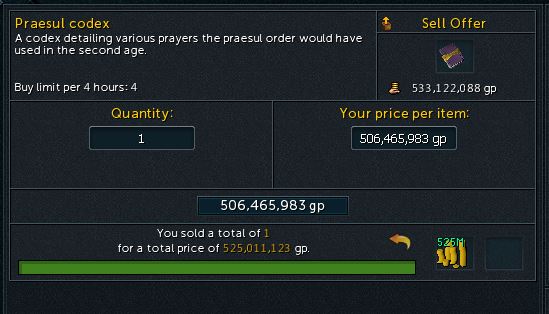 Praesul codex
A codex detailing various prayers the praesul order would have
used in the second age.
Buy limit per 4 hours: 4
Sell Offer
533,122,088 gp
Quantity:
1
Your price per item:
506,465,983 gp
506,465,983 gp
You sold a total of 1
for a total price of 525,011,123 gp.
525M